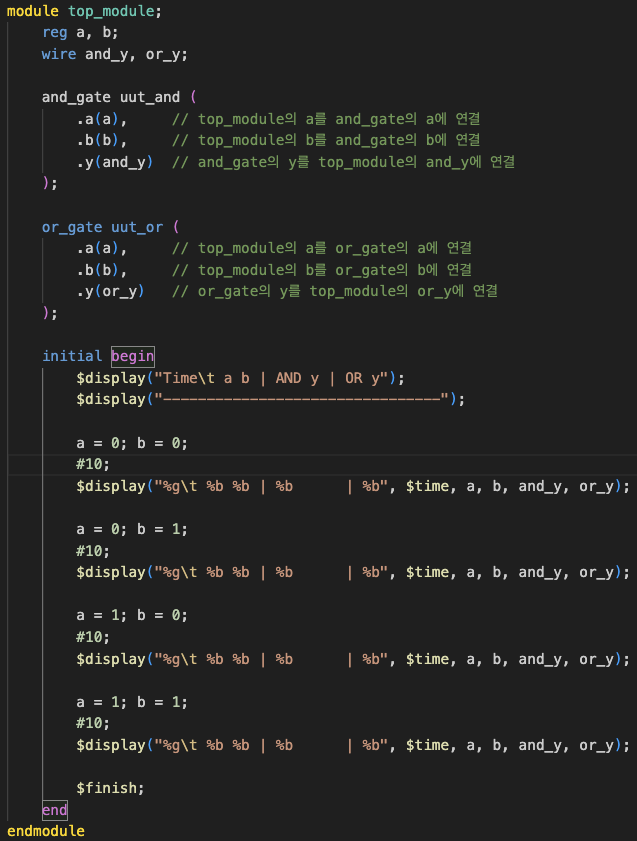 module top_module;
    reg a, b;
    wire and_y, or_y;

    and_gate uut_and (
        .a(a),     // top_module의 a를 and_gate의 a에 연결
        .b(b),     // top_module의 b를 and_gate의 b에 연결
        .y(and_y)  // and_gate의 y를 top_module의 and_y에 연결
    );

    or_gate uut_or (
        .a(a),     // top_module의 a를 or_gate의 a에 연결
        .b(b),     // top_module의 b를 or_gate의 b에 연결
        .y(or_y)   // or_gate의 y를 top_module의 or_y에 연결
    );

    initial begin
        $display("Time\t a b | AND y | OR y");
        $display("--------------------------------");

        a = 0; b = 0;
        #10;
        $display("%g\t %b %b | %b      | %b", $time, a, b, and_y, or_y);

        a = 0; b = 1;
        #10;
        $display("%g\t %b %b | %b      | %b", $time, a, b, and_y, or_y);

        a = 1; b = 0;
        #10;
        $display("%g\t %b %b | %b      | %b", $time, a, b, and_y, or_y);

        a = 1; b = 1;
        #10;
        $display("%g\t %b %b | %b      | %b", $time, a, b, and_y, or_y);

        $finish;
    end
endmodule